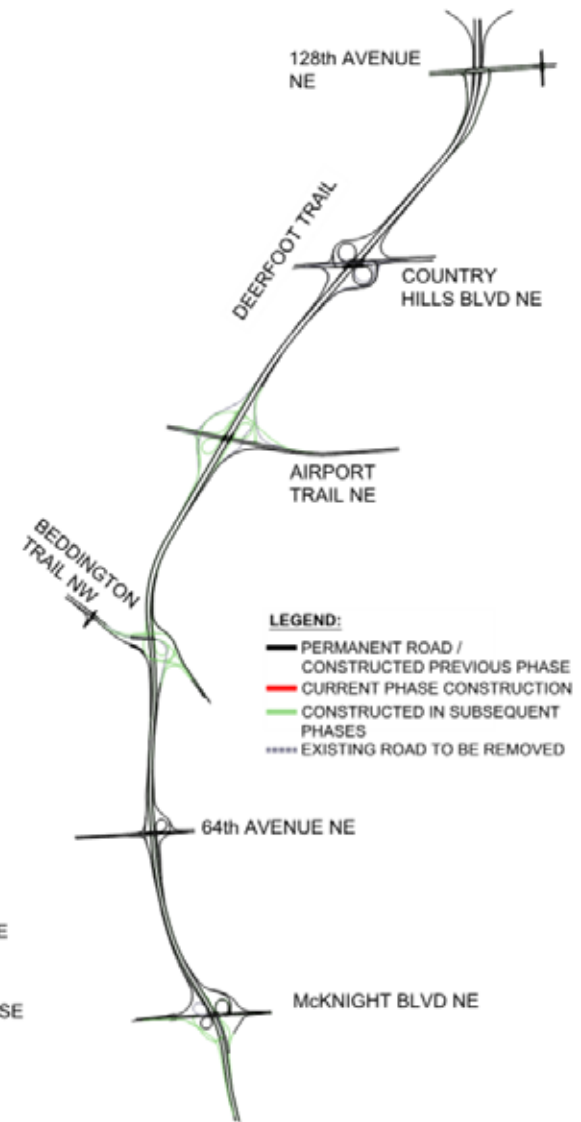 128th AVENUE
NE
DEERFOOT TRAIL
COUNTRY
HILLS BLVD NE
AIRPORT
TRAIL NE
BEDDINGTON
TRAIL NW
LEGEND:
PERMANENT ROAD /
CONSTRUCTED PREVIOUS PHASE
CURRENT PHASE CONSTRUCTION
CONSTRUCTED IN SUBSEQUENT
PHASES
EXISTING ROAD TO BE REMOVED
64th AVENUE NE
E
SE
McKNIGHT BLVD NE